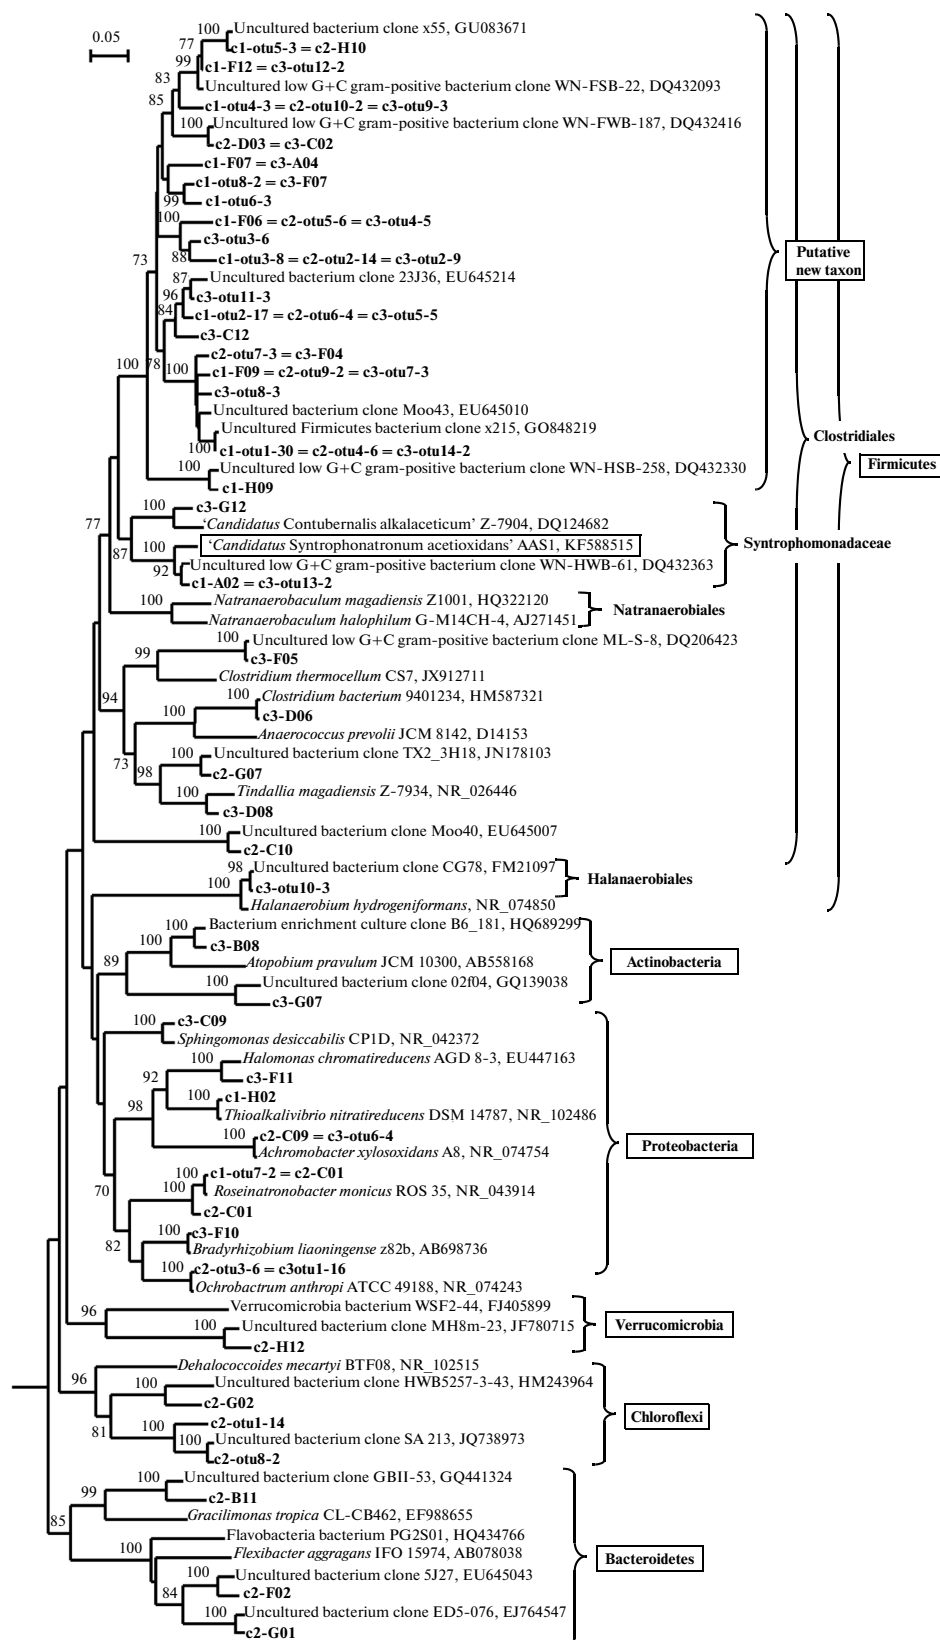 0.05
100
Uncultured bacterium clone x55, GU083671
77
c1-otu5-3 = c2-H10
99
c1-F12 = c3-otu12-2
83
Uncultured low G+C gram-positive bacterium clone WN-FSB-22, DQ432093
85
c1-otu4-3 = c2-otu10-2 = c3-otu9-3
100
Uncultured low G+C gram-positive bacterium clone WN-FWB-187, DQ432416
c2-D03 = c3-C02
c1-F07 = c3-A04
c1-otu8-2 = c3-F07
99
c1-otu6-3
100
c1-F06 = c2-otu5-6 = c3-otu4-5
c3-otu3-6
88
c1-otu3-8 = c2-otu2-14 = c3-otu2-9
Putative
new taxon
73
87
Uncultured bacterium clone 23J36, EU645214
96
c3-otu11-3
84
c1-otu2-17 = c2-otu6-4 = c3-otu5-5
c3-C12
100
78
100
c2-otu7-3 = c3-F04
c1-F09 = c2-otu9-2 = c3-otu7-3
c3-otu8-3
Uncultured bacterium clone Moo43, EU645010
Uncultured Firmicutes bacterium clone x215, GO848219
100
c1-otu1-30 = c2-otu4-6 = c3-otu14-2
Clostridiales
Firmicutes
100
Uncultured low G+C gram-positive bacterium clone WN-HSB-258, DQ432330
c1-H09
77
100
c3-G12
'Candidatus Contubernalis alkalaceticum' Z-7904, DQ124682
87
100
'Candidatus Syntrophonatronum acetioxidans' AAS1, KF588515
Syntrophomonadaceae
92
Uncultured low G+C gram-positive bacterium clone WN-HWB-61, DQ432363
c1-A02 = c3-otu13-2
100
Natranaerobaculum magadiensis Z1001, HQ322120
Natranaerobiales
Natranaerobaculum halophilum G-M14CH-4, AJ271451
100
Uncultured low G+C gram-positive bacterium clone ML-S-8, DQ206423
99
c3-F05
Clostridium thermocellum CS7, JX912711
94
100
Clostridium bacterium 9401234, HM587321
100
c3-D06
Anaerococcus prevolii JCM 8142, D14153
73
100
Uncultured bacterium clone TX2_3H18, JN178103
98
c2-G07
100
Tindallia magadiensis Z-7934, NR_026446
c3-D08
100
Uncultured bacterium clone Moo40, EU645007
c2-C10
98
Uncultured bacterium clone CG78, FM21097
100
c3-otu10-3
Halanaerobiales
Halanaerobium hydrogeniformans, NR_074850
100
Bacterium enrichment culture clone B6_181, HQ689299
100
c3-B08
89
Atopobium pravulum JCM 10300, AB558168
Actinobacteria
100
Uncultured bacterium clone 02f04, GQ139038
c3-G07
100
c3-C09
Sphingomonas desiccabilis CP1D, NR_042372
100
Halomonas chromatireducens AGD 8-3, EU447163
92
c3-F11
100
c1-H02
98
Thioalkalivibrio nitratireducens DSM 14787, NR_102486
100
c2-C09 = c3-otu6-4
Achromobacter xylosoxidans A8, NR_074754
Proteobacteria
70
100
c1-otu7-2 = c2-C01
100
Roseinatronobacter monicus ROS 35, NR_043914
c2-C01
82
100
c3-F10
Bradyrhizobium liaoningense z82b, AB698736
100
c2-otu3-6 = c3otu1-16
Ochrobactrum anthropi ATCC 49188, NR_074243
96
Verrucomicrobia bacterium WSF2-44, FJ405899
100
Uncultured bacterium clone MH8m-23, JF780715
Verrucomicrobia
c2-H12
96
Dehalococcoides mecartyi BTF08, NR_102515
100
Uncultured bacterium clone HWB5257-3-43, HM243964
c2-G02
Chloroflexi
81
100
c2-otu1-14
100
Uncultured bacterium clone SA 213, JQ738973
c2-otu8-2
100
Uncultured bacterium clone GBII-53, GQ441324
99
c2-B11
Gracilimonas tropica CL-CB462, EF988655
85
Flavobacteria bacterium PG2S01, HQ434766
100
Flexibacter aggragans IFO 15974, AB078038
Bacteroidetes
100
Uncultured bacterium clone 5J27, EU645043
84
c2-F02
100
Uncultured bacterium clone ED5-076, EJ764547
c2-G01